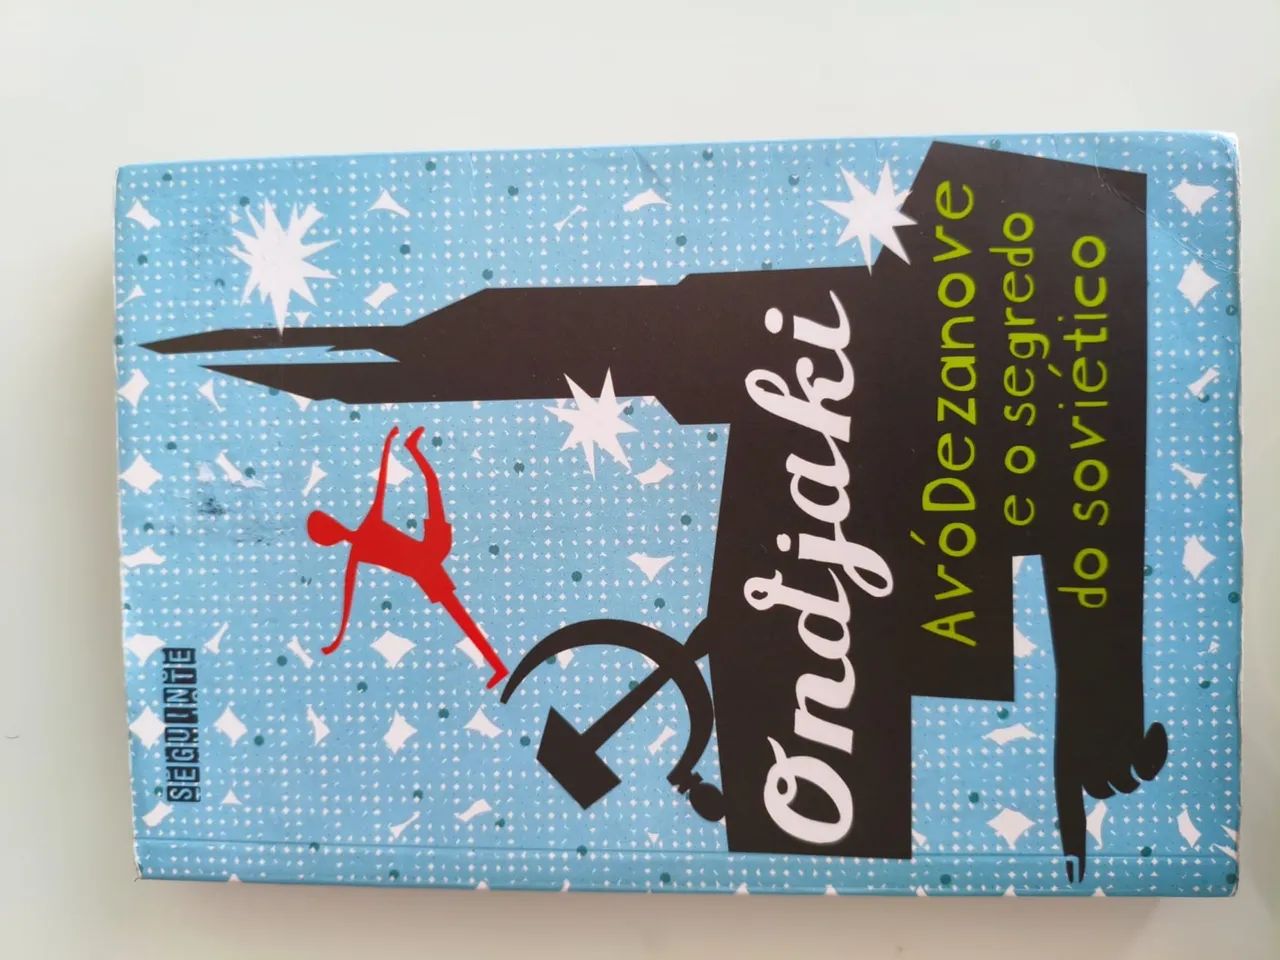 SEGUINTE
Ondjaki
AvóDezanove
e o segredo
do soviético